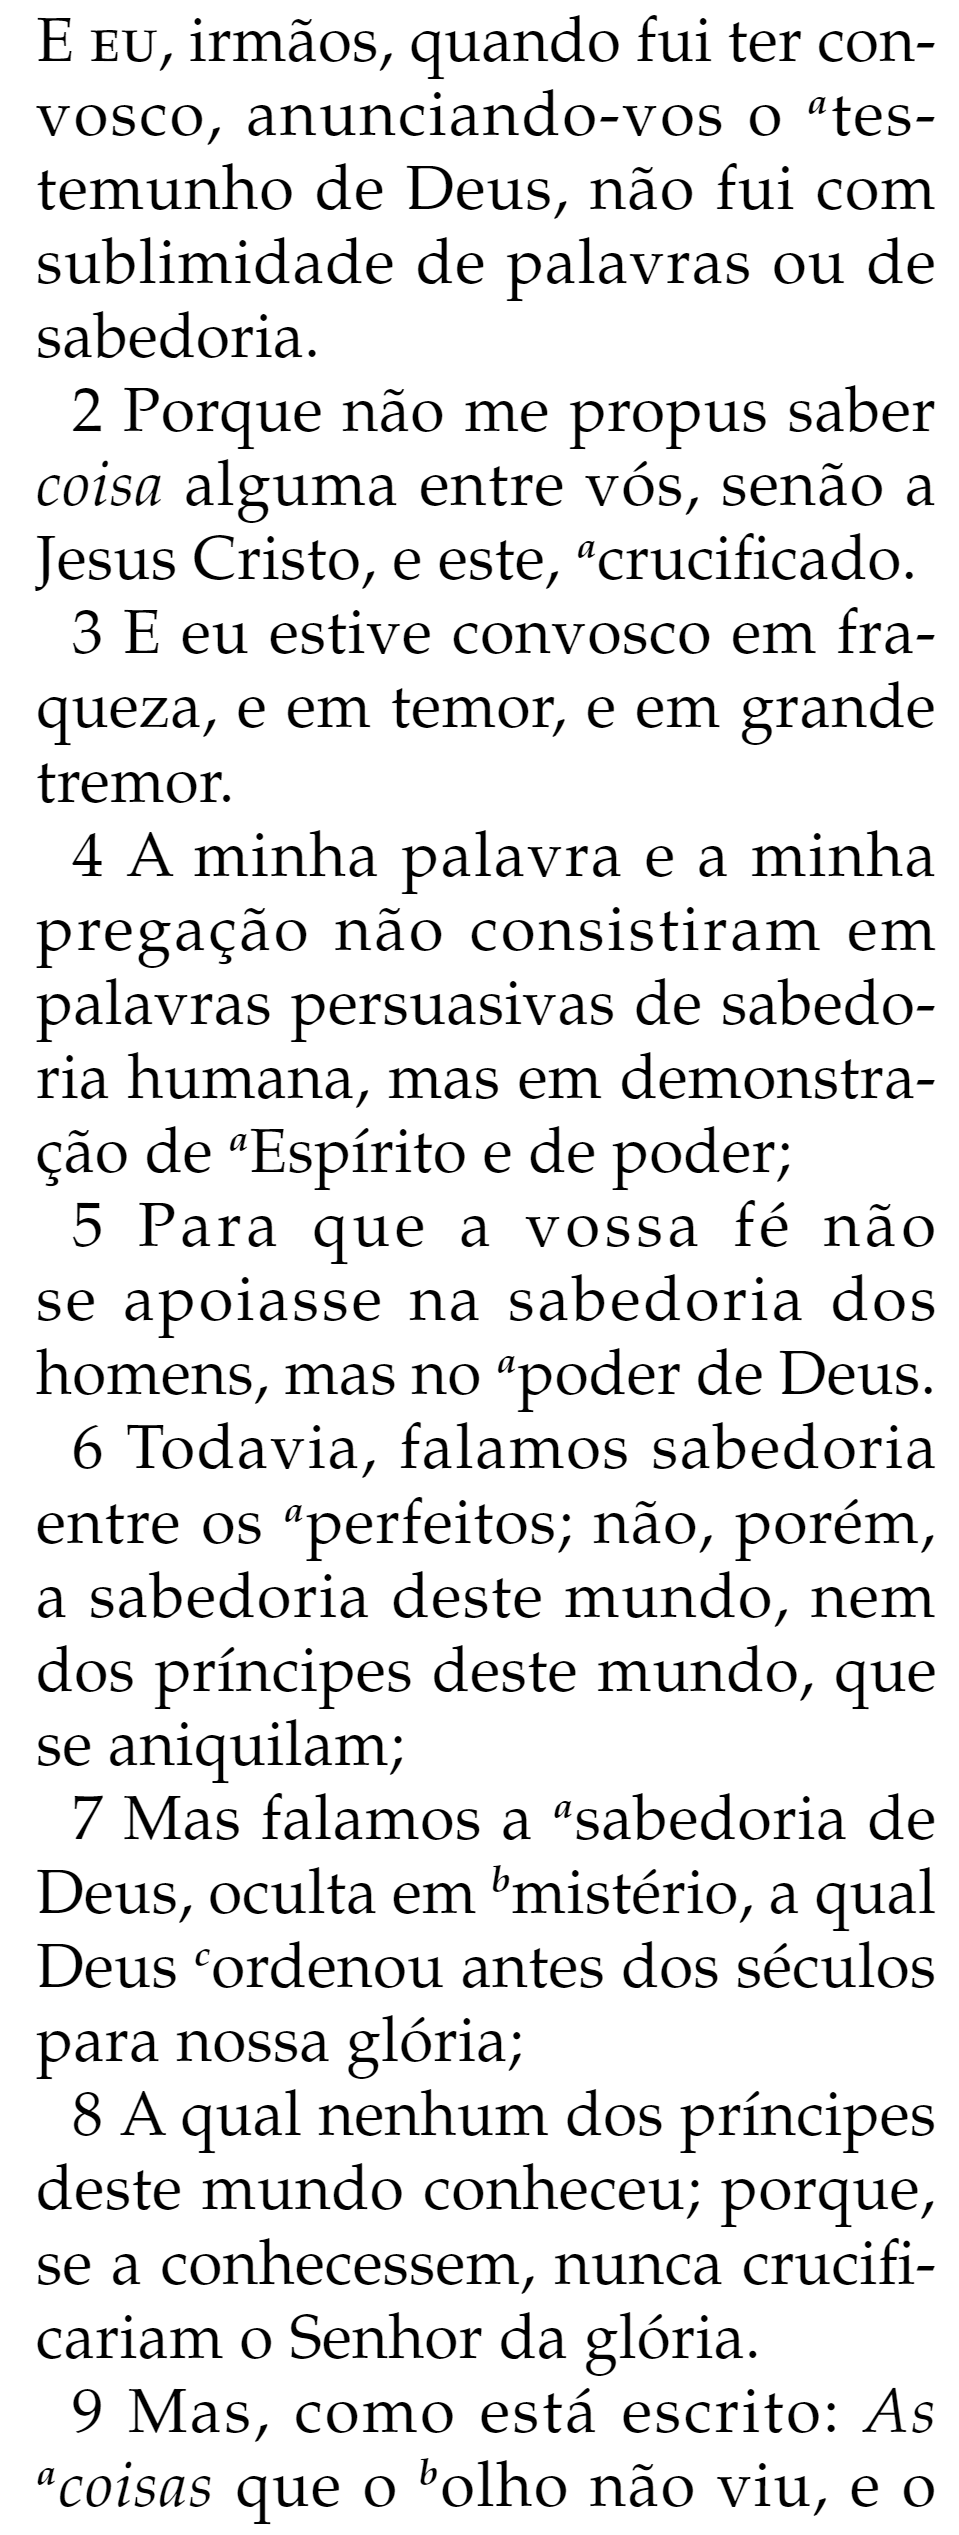 E EU, irmãos, quando fui ter con-
vosco, anunciando-vos o ᵃtes-
temunho de Deus, não fui com
sublimidade de palavras ou de
sabedoria.
2 Porque não me propus saber
coisa alguma entre vós, senão a
Jesus Cristo, e este, ᵃcrucificado.
3 E eu estive convosco em fra-
queza, e em temor, e em grande
tremor.
4 A minha palavra e a minha
pregação não consistiram em
palavras persuasivas de sabedo-
ria humana, mas em demonstra-
ção de ᵃEspírito e de poder;
5 Para que a vossa fé não
se apoiasse na sabedoria dos
homens, mas no ᵃpoder de Deus.
6 Todavia, falamos sabedoria
entre os ᵃperfeitos; não, porém,
a sabedoria deste mundo, nem
dos príncipes deste mundo, que
se aniquilam;
7 Mas falamos a ᵃsabedoria de
Deus, oculta em ᵇmistério, a qual
Deus ᶜordenou antes dos séculos
para nossa glória;
8 A qual nenhum dos príncipes
deste mundo conheceu; porque,
se a conhecessem, nunca crucifi-
cariam o Senhor da glória.
9 Mas, como está escrito: As
ᵃcoisas que o ᵇolho não viu, e o